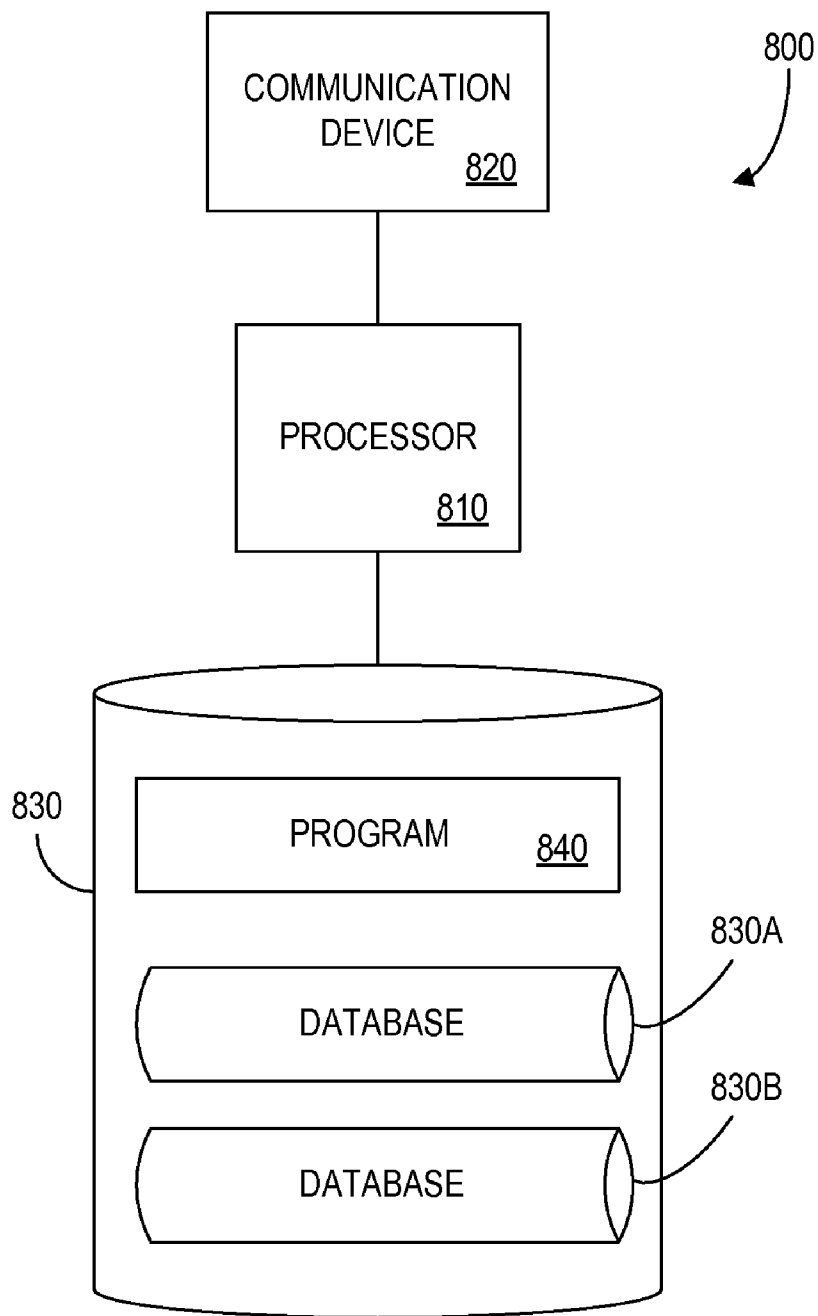 800
COMMUNICATION
DEVICE
820
PROCESSOR
810
830
PROGRAM
840
830A
DATABASE
830B
DATABASE